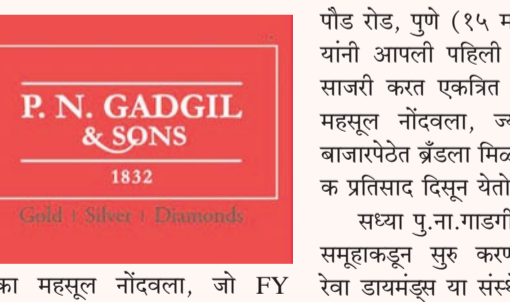 P. N. GADGIL
& SONS
1832
Gold | Silver | Diamonds
का महसूल नोंदवला, जो FY
पौड रोड, पुणे (१५
यांनी आपली पहिली
साजरी करत एकत्रित
महसूल नोंदवला,
बाजारपेठेत ब्रँडला
क प्रतिसाद दिसून येतो
सध्या पु.ना.गाडगी
समूहाकडून सुरु
रेवा डायमंड्स या